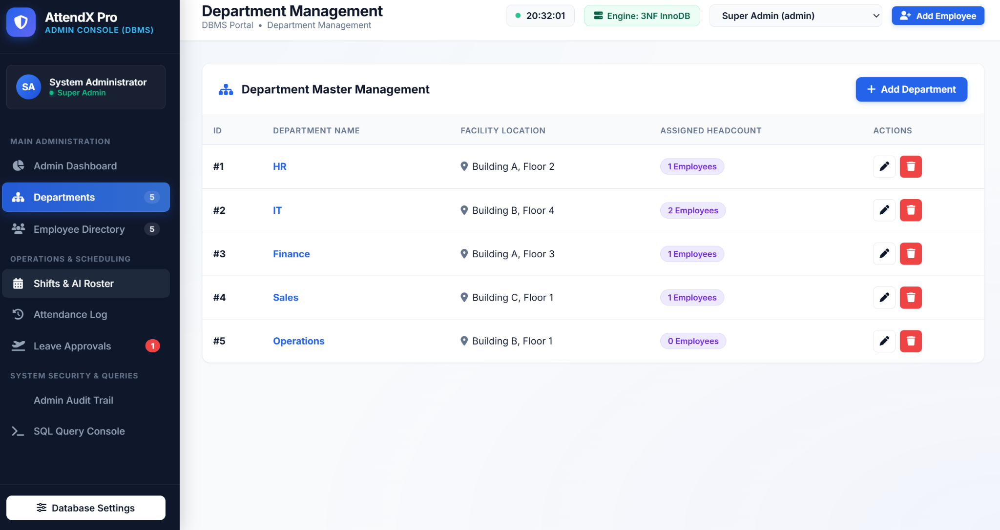 AttendX Pro
ADMIN CONSOLE (DBMS)
SA
System Administrator
Super Admin
MAIN ADMINISTRATION
Admin Dashboard
Departments 5
Employee Directory 5
OPERATIONS & SCHEDULING
Shifts & AI Roster
Attendance Log
Leave Approvals 1
SYSTEM SECURITY & QUERIES
Admin Audit Trail
SQL Query Console
Database Settings
Department Management
DBMS Portal • Department Management
20:32:01
Engine: 3NF InnoDB
Super Admin (admin)
Add Employee
Department Master Management
+ Add Department
ID DEPARTMENT NAME FACILITY LOCATION ASSIGNED HEADCOUNT ACTIONS
#1 HR Building A, Floor 2 1 Employees
#2 IT Building B, Floor 4 2 Employees
#3 Finance Building A, Floor 3 1 Employees
#4 Sales Building C, Floor 1 1 Employees
#5 Operations Building B, Floor 1 0 Employees